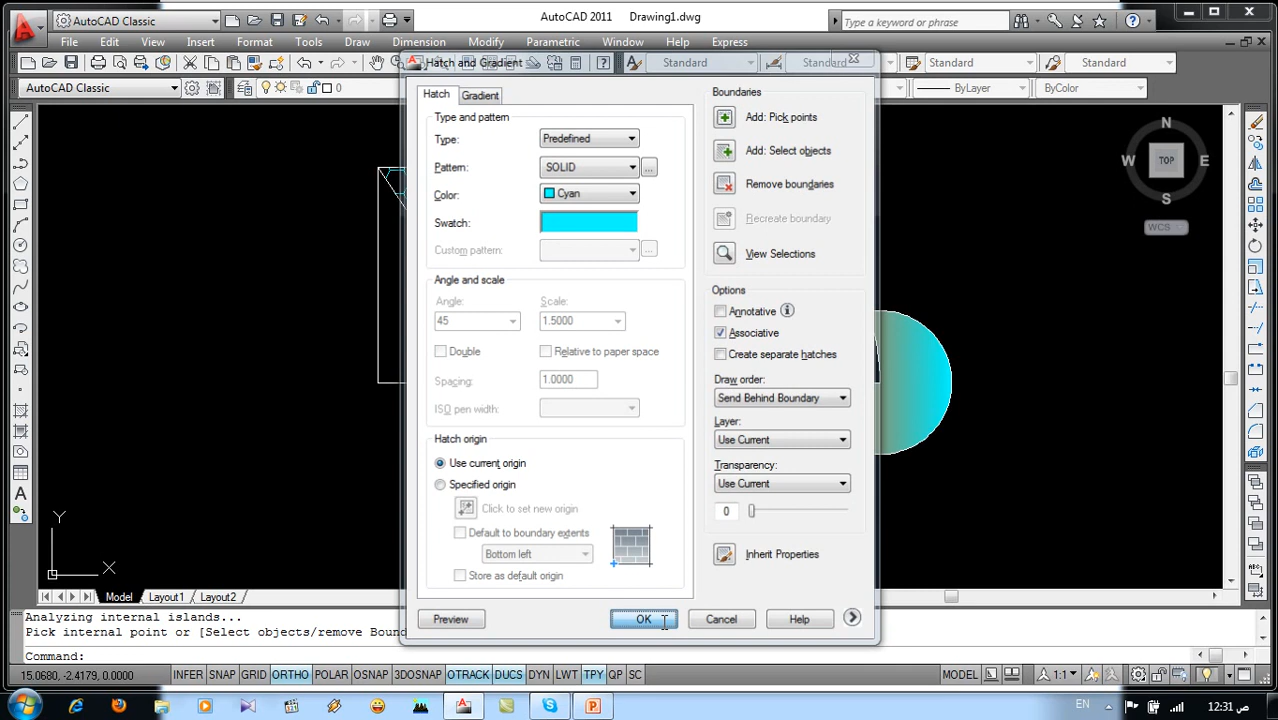 AutoCAD Classic
AutoCAD 2011 Drawing1.dwg
Type a keyword or phrase
File Edit View Insert Format Tools Draw Dimension Modify Parametric Window Help Express
Standard Standard Standard Standard
AutoCAD Classic 0 ByLayer ByColor
Hatch and Gradient
Hatch Gradient
Type and pattern
Type: Predefined
Pattern: SOLID ...
Color: Cyan
Swatch:
Custom pattern: ...
Angle and scale
Angle: Scale:
45 1.5000
Double Relative to paper space
Spacing: 1.0000
ISO pen width:
Hatch origin
Use current origin
Specified origin
Click to set new origin
Default to boundary extents
Bottom left
Store as default origin
Boundaries
Add: Pick points
Add: Select objects
Remove boundaries
Recreate boundary
View Selections
Options
Annotative
Associative
Create separate hatches
Draw order:
Send Behind Boundary
Layer:
Use Current
Transparency:
Use Current
0
Inherit Properties
Preview OK Cancel Help
N
W TOP E
S
WCS
Y
X
Model Layout1 Layout2
Analyzing internal islands...
Pick internal point or [Select objects/remove Boun
Command:
15.0680, -2.4179, 0.0000 INFER SNAP GRID ORTHO POLAR OSNAP 3DOSNAP OTRACK DUCS DYN LWT TPY QP SC MODEL 1:1
EN 12:31 ص